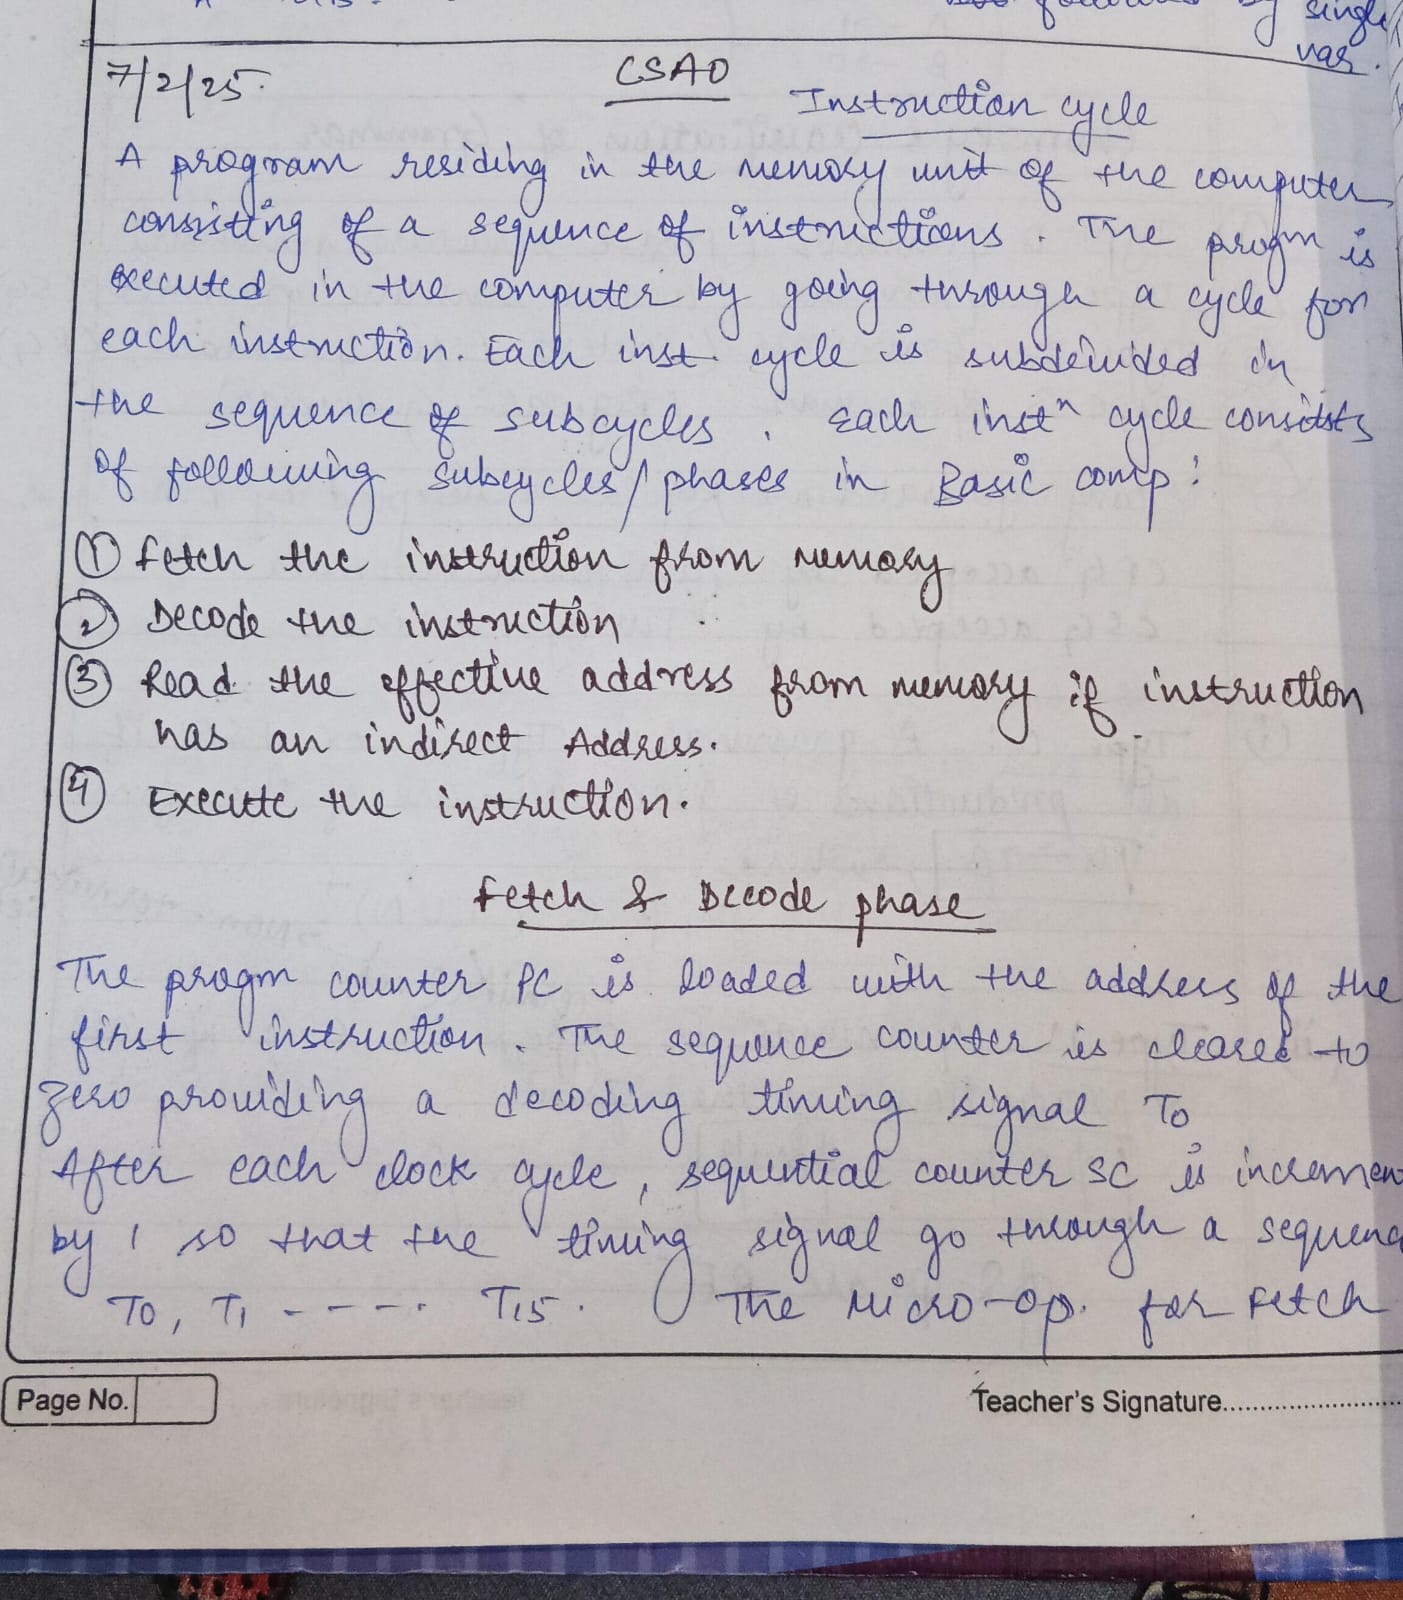 followed by single
var.
7/2/25.
CSAO
Instruction cycle
A program residing in the memory unit of the computer
consisting of a sequence of instructions. The progm is
executed in the computer by going through a cycle for
each instruction. Each inst. cycle is subdeivided in
the sequence of subcycles. Each instⁿ cycle consists
of following subcycles/phases in Basic comp:
① Fetch the instruction from memory
② Decode the instruction
③ Read the effective address from memory if instruction
has an indirect Address.
④ Execute the instruction.
Fetch & Decode phase
The progm counter PC is loaded with the address of the
first instruction. The sequence counter is cleared to
zero providing a decoding timing signal To
After each clock cycle, sequential counter SC is incremen
by 1 so that the timing signal go through a sequenc
To, T1 ----. T15. The Micro-op. for Fetch
Page No.
Teacher's Signature..........................